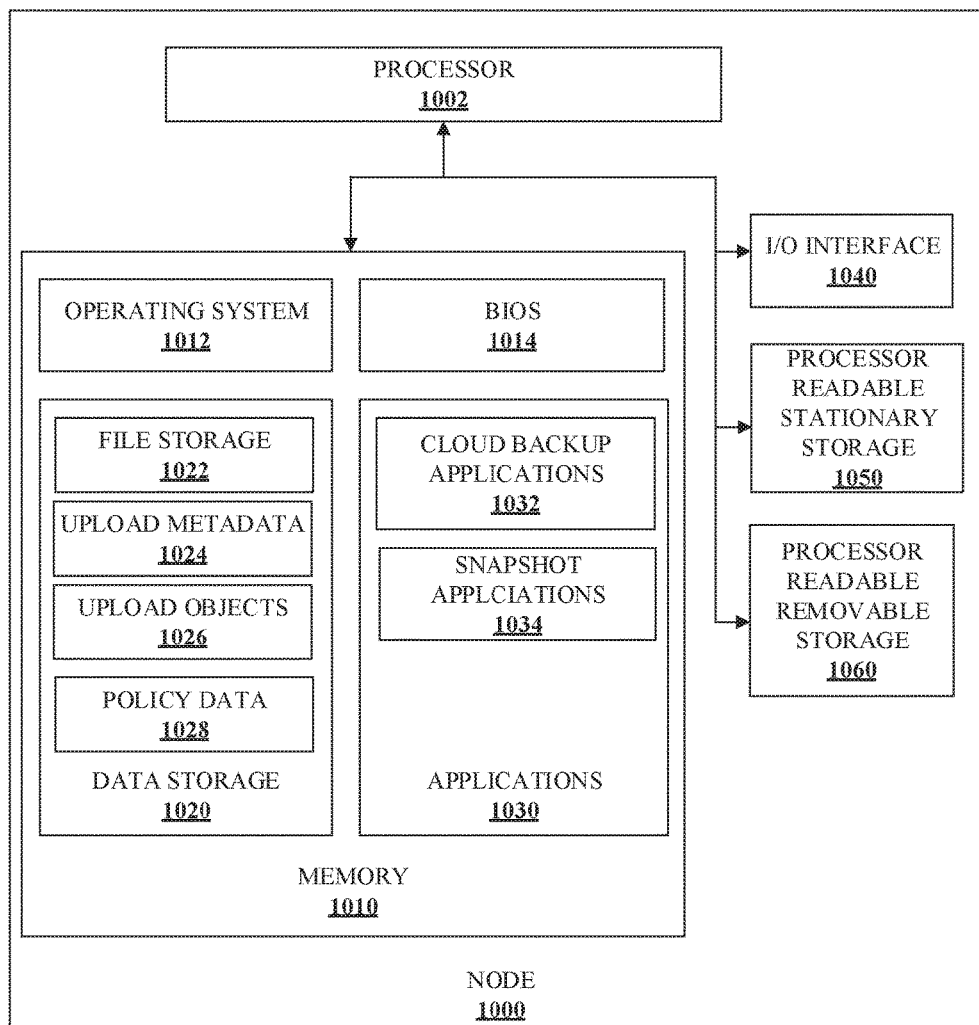 PROCESSOR
1002
I/O INTERFACE
1040
OPERATING SYSTEM
1012
BIOS
1014
PROCESSOR
READABLE
STATIONARY
STORAGE
1050
FILE STORAGE
1022
CLOUD BACKUP
APPLICATIONS
1032
UPLOAD METADATA
1024
SNAPSHOT
APPLCIATIONS
1034
UPLOAD OBJECTS
1026
PROCESSOR
READABLE
REMOVABLE
STORAGE
1060
POLICY DATA
1028
DATA STORAGE
1020
APPLICATIONS
1030
MEMORY
1010
NODE
1000